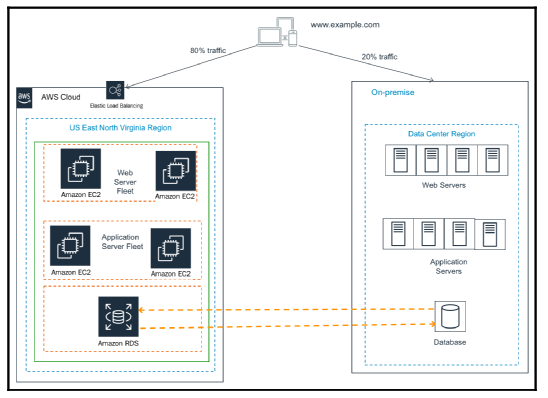 www.example.com
80% traffic
20% traffic
aws
AWS Cloud
Elastic Load Balancing
On-premise
US East North Virginia Region
Data Center Region
Web
Server
Fleet
Amazon EC2
Amazon EC2
Web Servers
Application
Server Fleet
Amazon EC2
Amazon EC2
Application
Servers
Amazon RDS
Database